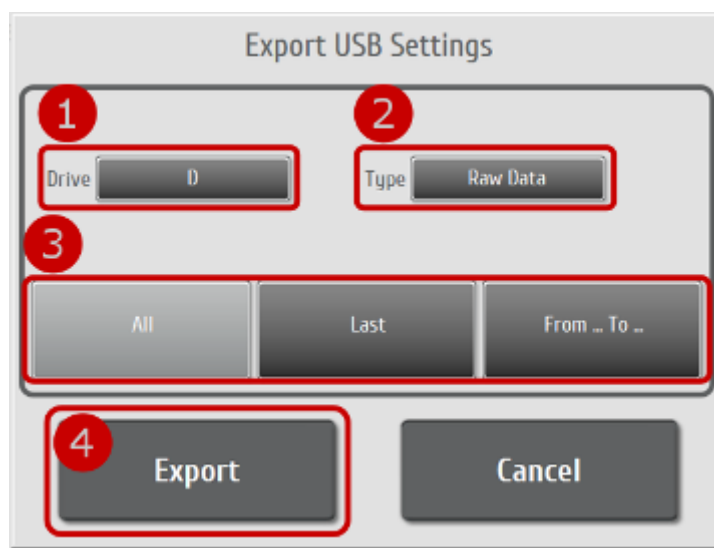 Export USB Settings
1
2
Drive D
Type Raw Data
3
All
Last
From ... To ...
4
Export
Cancel